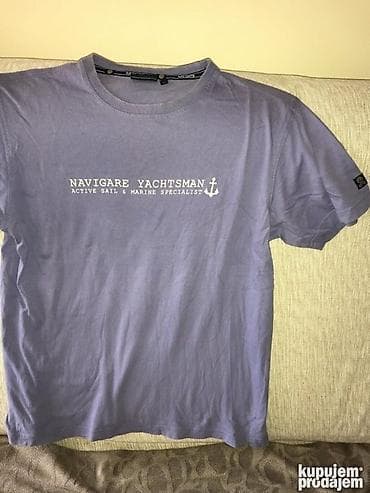 NAVIGARE YACHTSMAN
ACTIVE SAIL & MARINE SPECIALIST
kupujem
prodajem